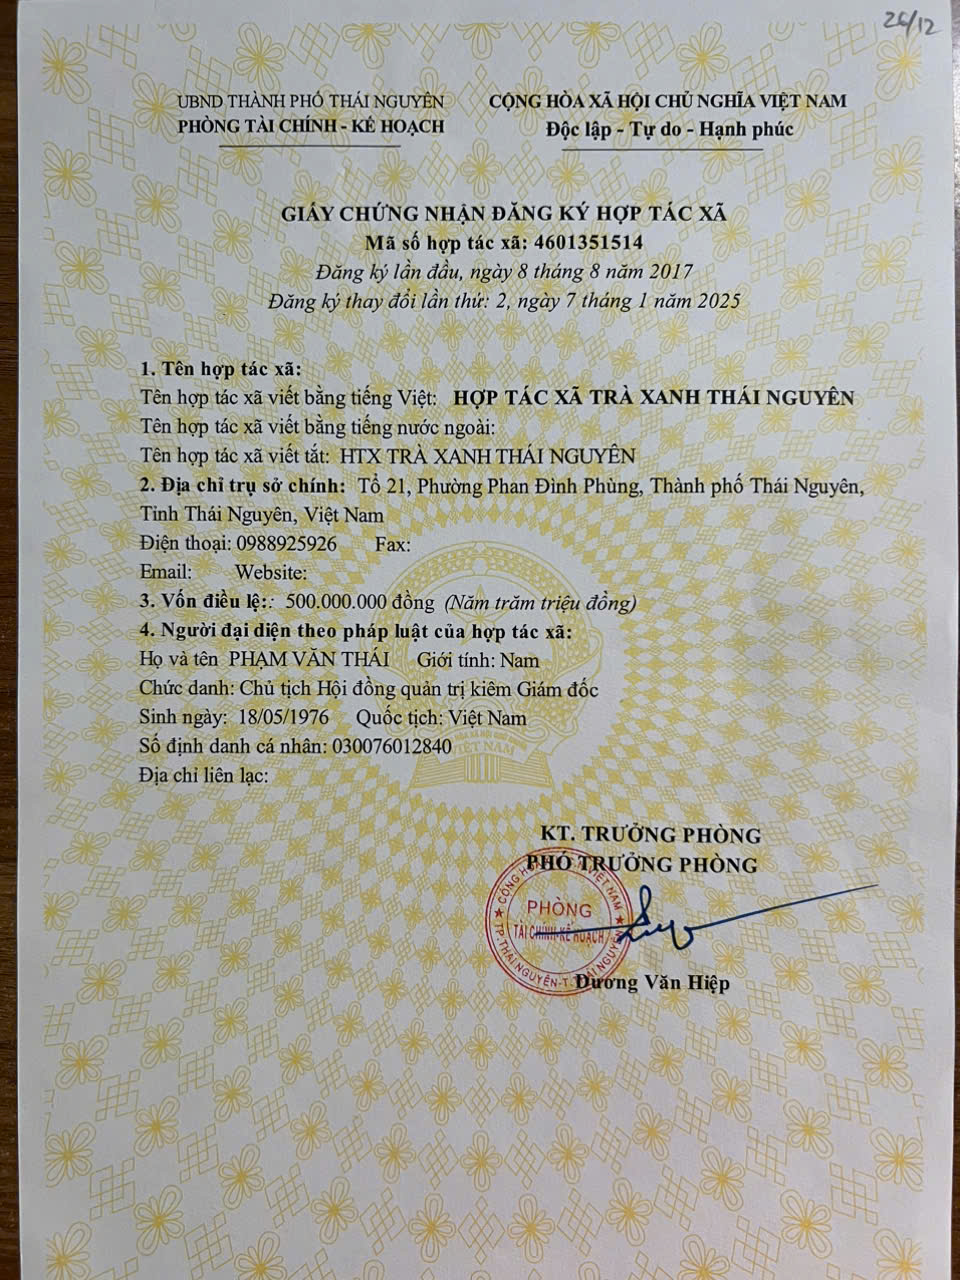 26/12
UBND THÀNH PHỐ THÁI NGUYÊN
PHÒNG TÀI CHÍNH - KẾ HOẠCH
CỘNG HÒA XÃ HỘI CHỦ NGHĨA VIỆT NAM
Độc lập - Tự do - Hạnh phúc
GIẤY CHỨNG NHẬN ĐĂNG KÝ HỢP TÁC XÃ
Mã số hợp tác xã: 4601351514
Đăng ký lần đầu, ngày 8 tháng 8 năm 2017
Đăng ký thay đổi lần thứ: 2, ngày 7 tháng 1 năm 2025
1. Tên hợp tác xã:
Tên hợp tác xã viết bằng tiếng Việt: HỢP TÁC XÃ TRÀ XANH THÁI NGUYÊN
Tên hợp tác xã viết bằng tiếng nước ngoài:
Tên hợp tác xã viết tắt: HTX TRÀ XANH THÁI NGUYÊN
2. Địa chỉ trụ sở chính: Tổ 21, Phường Phan Đình Phùng, Thành phố Thái Nguyên,
Tỉnh Thái Nguyên, Việt Nam
Điện thoại: 0988925926 Fax:
Email: Website:
3. Vốn điều lệ:: 500.000.000 đồng (Năm trăm triệu đồng)
4. Người đại diện theo pháp luật của hợp tác xã:
Họ và tên PHẠM VĂN THÁI Giới tính: Nam
Chức danh: Chủ tịch Hội đồng quản trị kiêm Giám đốc
Sinh ngày: 18/05/1976 Quốc tịch: Việt Nam
Số định danh cá nhân: 030076012840
Địa chỉ liên lạc:
VIỆT NAM
KT. TRƯỞNG PHÒNG
PHÓ TRƯỞNG PHÒNG
PHÒNG
TÀI CHÍNH-KẾ HOẠCH
TP.THÁI NGUYÊN-T.THÁI NGUYÊN
Dương Văn Hiệp